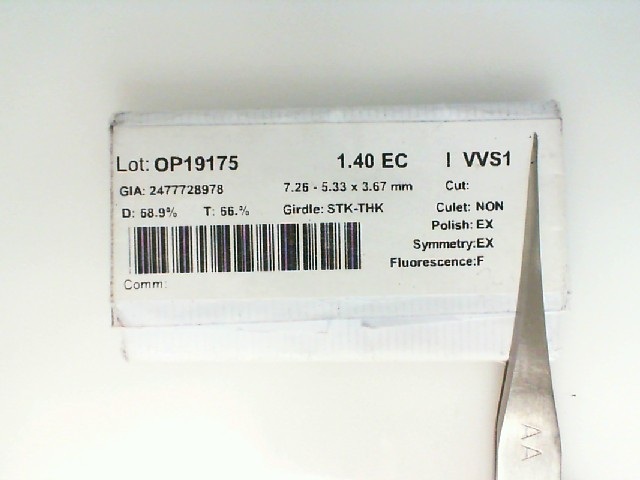 Lot: OP19175 1.40 EC I VVS1
GIA: 2477728978 7.26 - 5.33 x 3.67 mm Cut:
D: 68.9% T: 66.% Girdle: STK-THK Culet: NON
Polish: EX
Symmetry:EX
Fluorescence:F
Comm:
AA